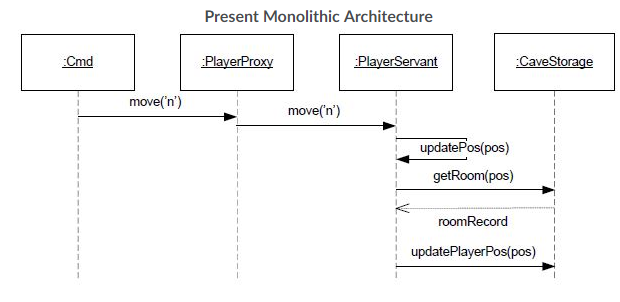 Present Monolithic Architecture
:Cmd
:PlayerProxy
:PlayerServant
:CaveStorage
move('n')
move('n')
updatePos(pos)
getRoom(pos)
roomRecord
updatePlayerPos(pos)